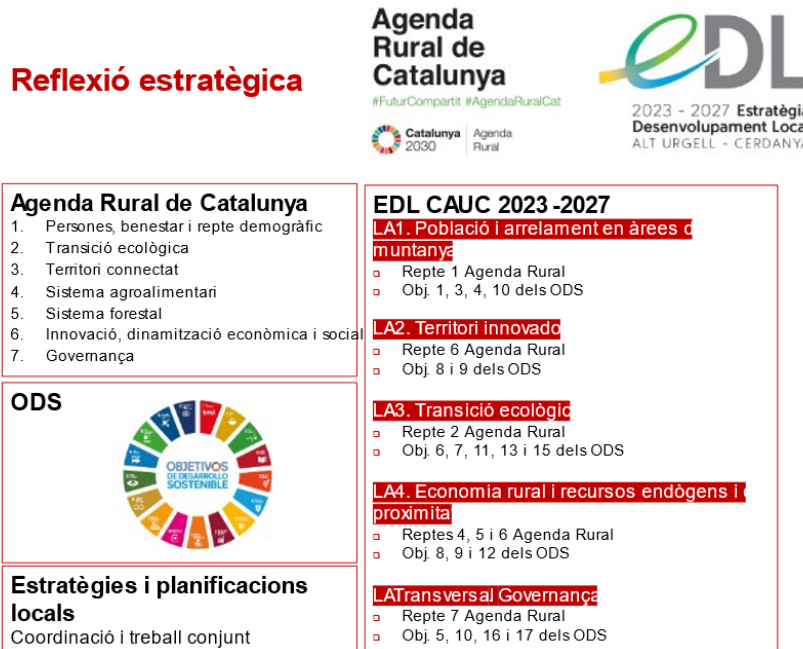 Reflexió estratègica
Agenda
Rural de
Catalunya
#FuturCompartit #AgendaRuralCat
Catalunya
2030
Agenda
Rural
EDL
2023 - 2027 Estratègia
Desenvolupament Loca
ALT URGELL - CERDANYA
Agenda Rural de Catalunya
1. Persones, benestar i repte demogràfic
2. Transició ecològica
3. Territori connectat
4. Sistema agroalimentari
5. Sistema forestal
6. Innovació, dinamització econòmica i social
7. Governança
ODS
OBJETIVOS
DE DESARROLLO
SOSTENIBLE
Estratègies i planificacions
locals
Coordinació i treball conjunt
EDL CAUC 2023-2027
LA1. Població i arrelament en àrees d
muntanya
Repte 1 Agenda Rural
Obj. 1, 3, 4, 10 dels ODS
LA2. Territori innovado
Repte 6 Agenda Rural
Obj. 8 i 9 dels ODS
LA3. Transició ecològic
Repte 2 Agenda Rural
Obj. 6, 7, 11, 13 i 15 dels ODS
LA4. Economia rural i recursos endògens i d
proximita
Reptes 4, 5 i 6 Agenda Rural
Obj. 8, 9 i 12 dels ODS
LATransversal Governança
Repte 7 Agenda Rural
Obj. 5, 10, 16 i 17 dels ODS